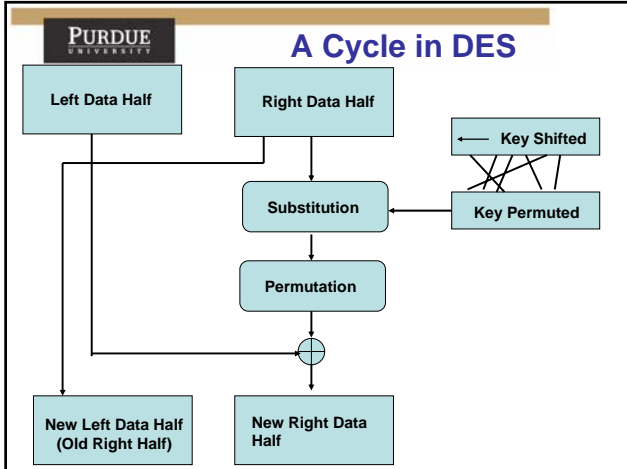 PURDUE
UNIVERSITY
A Cycle in DES
Left Data Half
Right Data Half
Key Shifted
Substitution
Key Permuted
Permutation
New Left Data Half
(Old Right Half)
New Right Data
Half